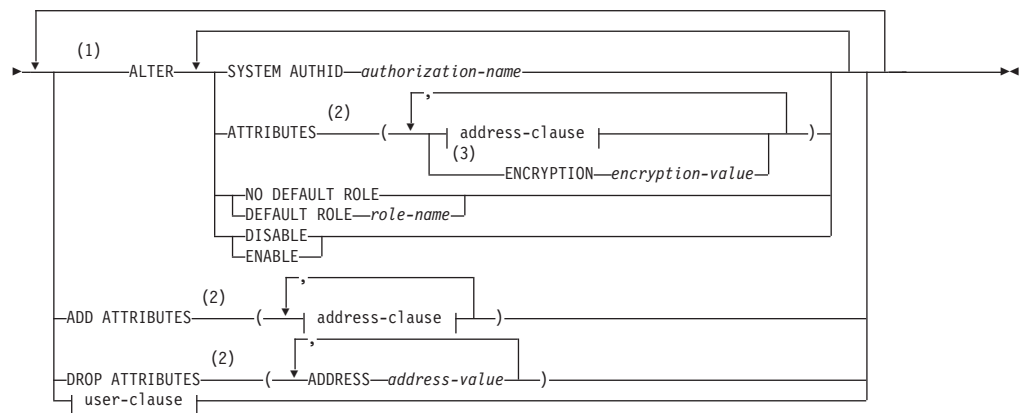 (1)
ALTER SYSTEM AUTHID authorization-name
,
(2)
ATTRIBUTES ( address-clause )
(3)
ENCRYPTION encryption-value
NO DEFAULT ROLE
DEFAULT ROLE role-name
DISABLE
ENABLE
,
(2)
ADD ATTRIBUTES ( address-clause )
,
(2)
DROP ATTRIBUTES ( ADDRESS address-value )
user-clause